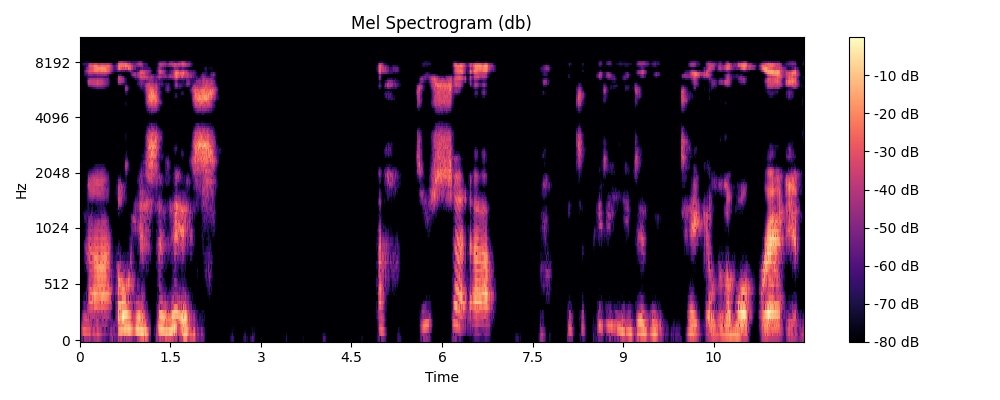 Mel Spectrogram (db)
Hz
8192
4096
2048
1024
512
0
0 1.5 3 4.5 6 7.5 9 10
Time
-10 dB
-20 dB
-30 dB
-40 dB
-50 dB
-60 dB
-70 dB
-80 dB